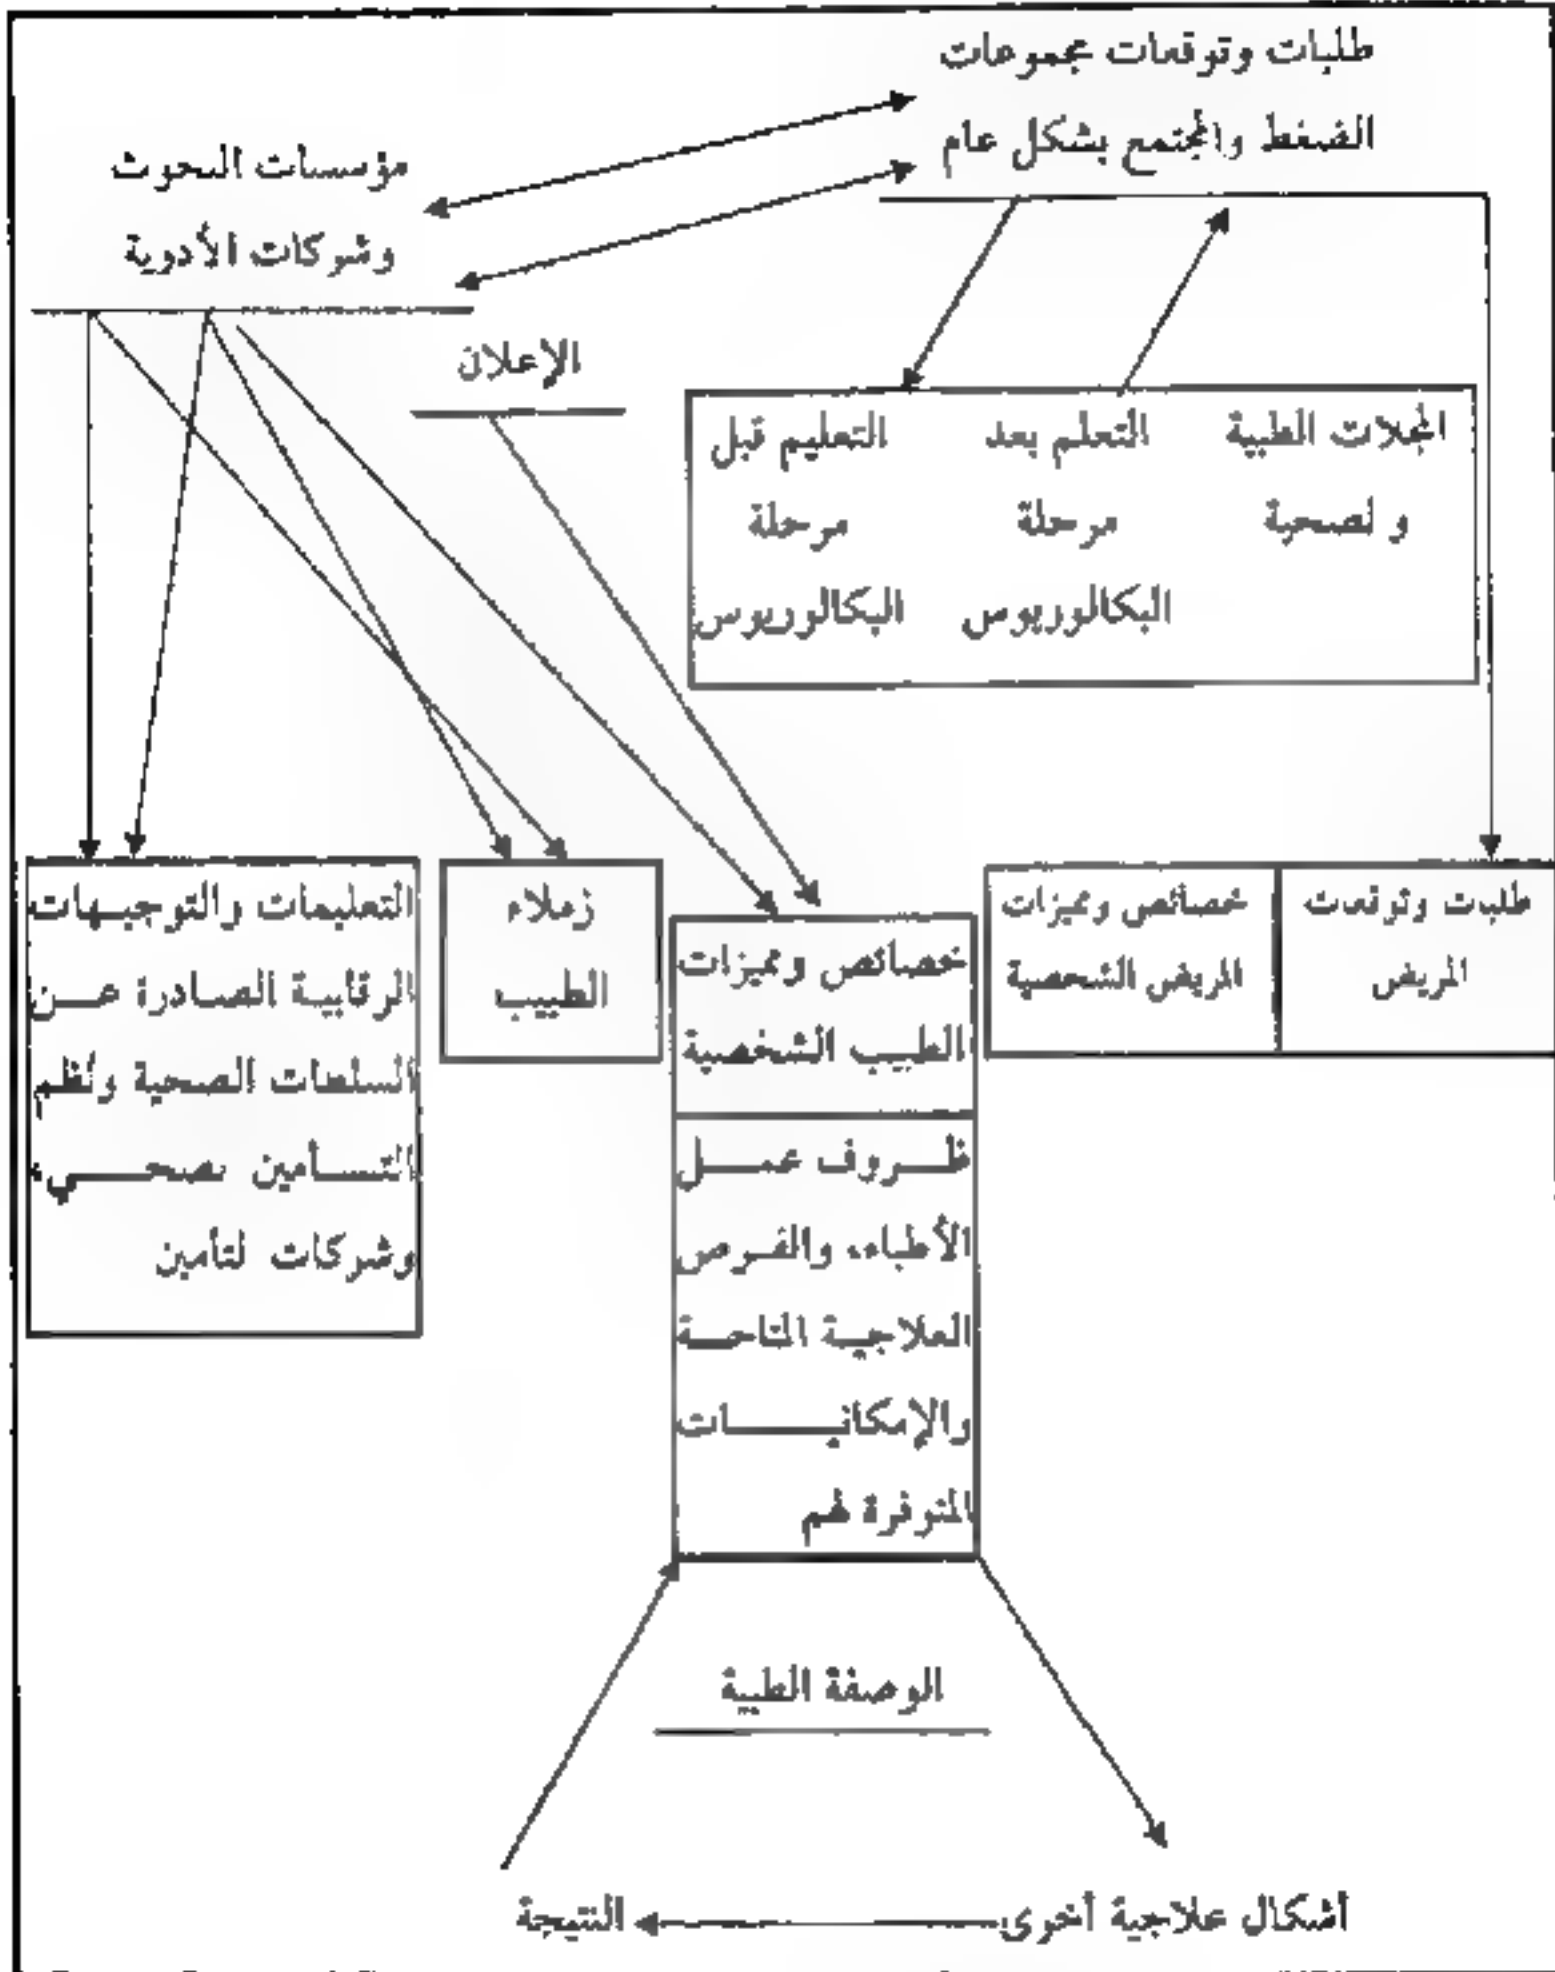 طلبات وتوقعات مجموعات
الضغط والمجتمع بشكل عام
مؤسسات البحوث
وشركات الأدوية
الإعلان
المجلات الطبية
و لصحية
التعلم بعد
مرحلة
البكالوريوس
التعليم قبل
مرحلة
البكالوريوس
طلبات وتوقعات
المريض
خصائص ومميزات
المريض الشخصية
خصائص ومميزات
الطبيب الشخصية
ظروف عمل
الأطباء، والفرص
العلاجية المتاحة
والإمكانيات
المتوفرة لهم
زملاء
الطبيب
التعليمات والتوجيهات
الرقابية الصادرة عن
السلطات الصحية ونظم
التأمين لصحي،
وشركات لتأمين
الوصفة الطبية
أشكال علاجية أخرى
النتيجة